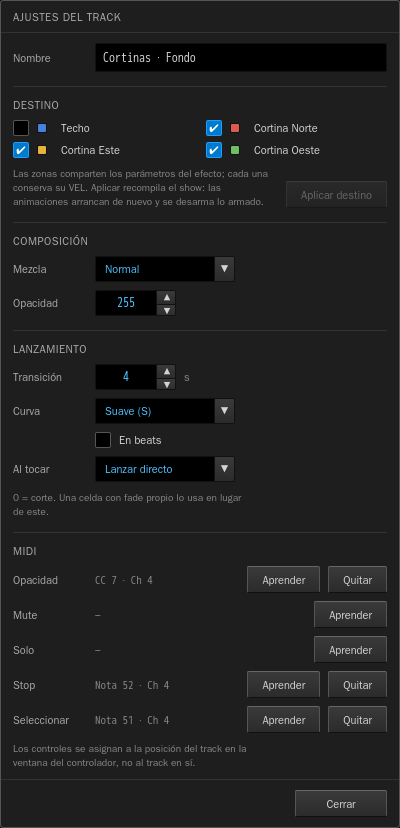 AJUSTES DEL TRACK
Nombre Cortinas · Fondo
DESTINO
Techo Cortina Norte
Cortina Este Cortina Oeste
Las zonas comparten los parámetros del efecto; cada una
conserva su VEL. Aplicar recompila el show: las
animaciones arrancan de nuevo y se desarma lo armado.
Aplicar destino
COMPOSICIÓN
Mezcla Normal
Opacidad 255
LANZAMIENTO
Transición 4 s
Curva Suave (S)
En beats
Al tocar Lanzar directo
0 = corte. Una celda con fade propio lo usa en lugar
de este.
MIDI
Opacidad CC 7 · Ch 4 Aprender Quitar
Mute – Aprender
Solo – Aprender
Stop Nota 52 · Ch 4 Aprender Quitar
Seleccionar Nota 51 · Ch 4 Aprender Quitar
Los controles se asignan a la posición del track en la
ventana del controlador, no al track en sí.
Cerrar